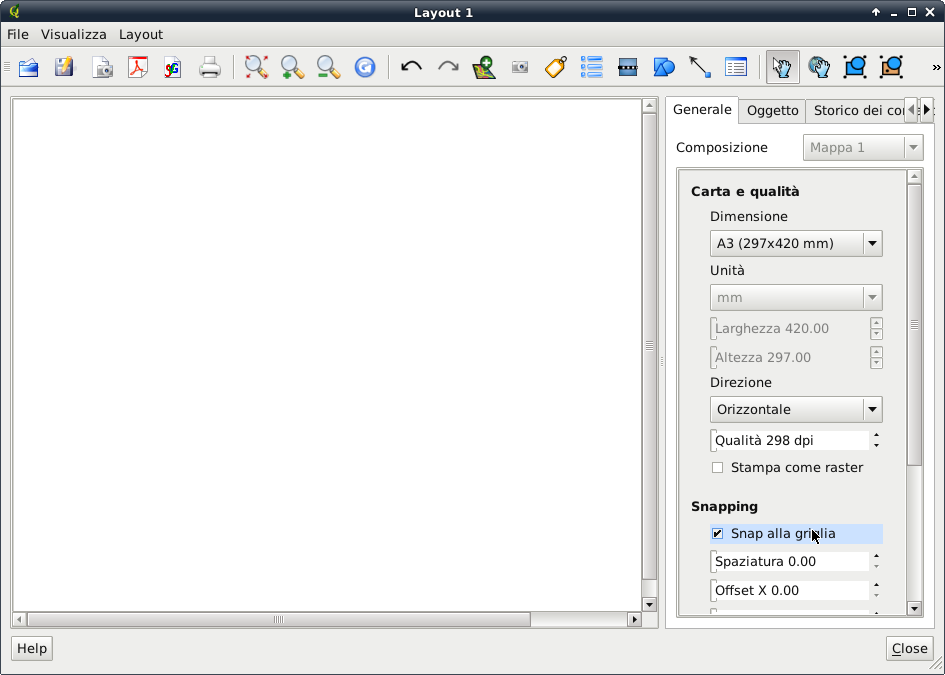 Layout 1
File Visualizza Layout
»
Generale Oggetto Storico dei co
Composizione Mappa 1
Carta e qualità
Dimensione
A3 (297x420 mm)
Unità
mm
Larghezza 420.00
Altezza 297.00
Direzione
Orizzontale
Qualità 298 dpi
Stampa come raster
Snapping
Snap alla griglia
Spaziatura 0.00
Offset X 0.00
Help Close